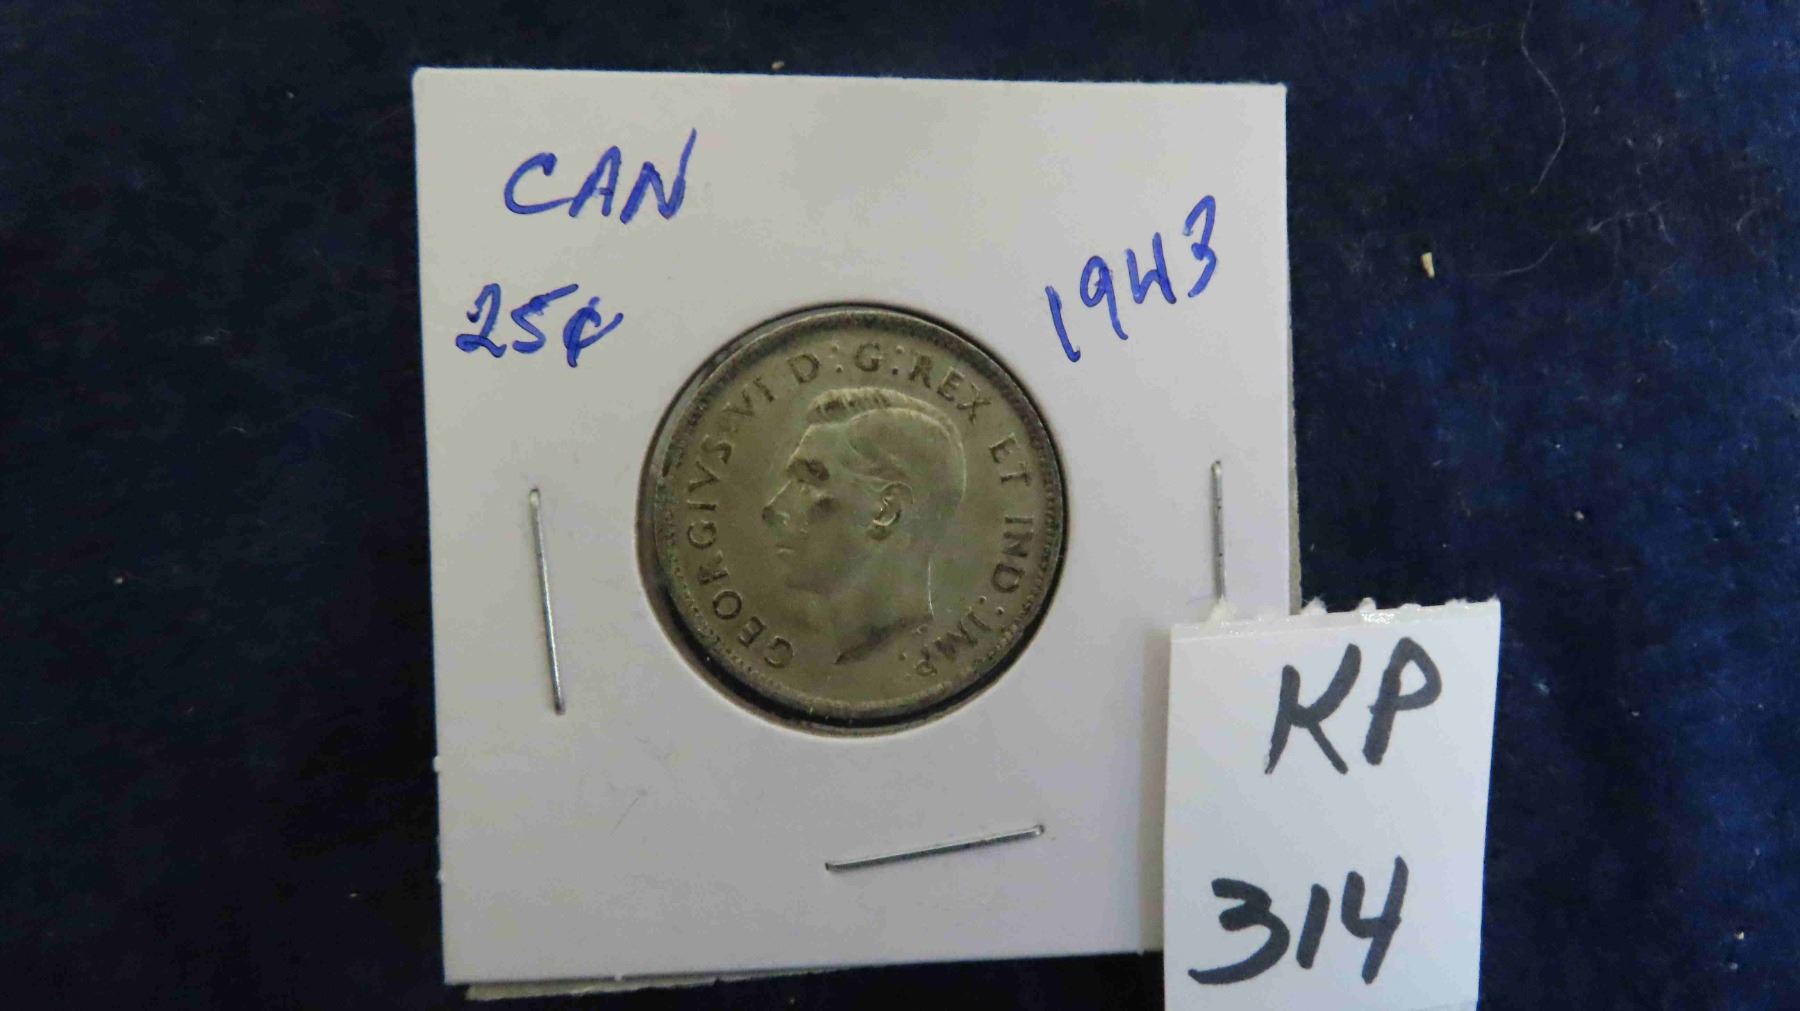 CAN
25¢
1943
GEORGIVS VI D:G:REX ET IND:IMP.
KP
314